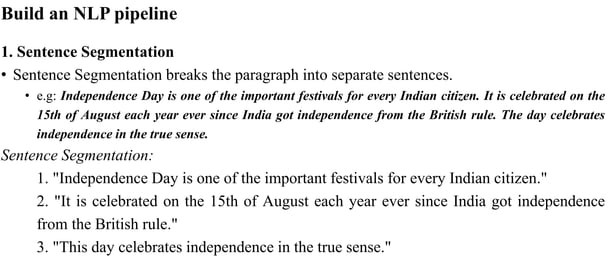 Build an NLP pipeline
1. Sentence Segmentation
• Sentence Segmentation breaks the paragraph into separate sentences.
• e.g: Independence Day is one of the important festivals for every Indian citizen. It is celebrated on the
15th of August each year ever since India got independence from the British rule. The day celebrates
independence in the true sense.
Sentence Segmentation:
1. "Independence Day is one of the important festivals for every Indian citizen."
2. "It is celebrated on the 15th of August each year ever since India got independence
from the British rule."
3. "This day celebrates independence in the true sense."